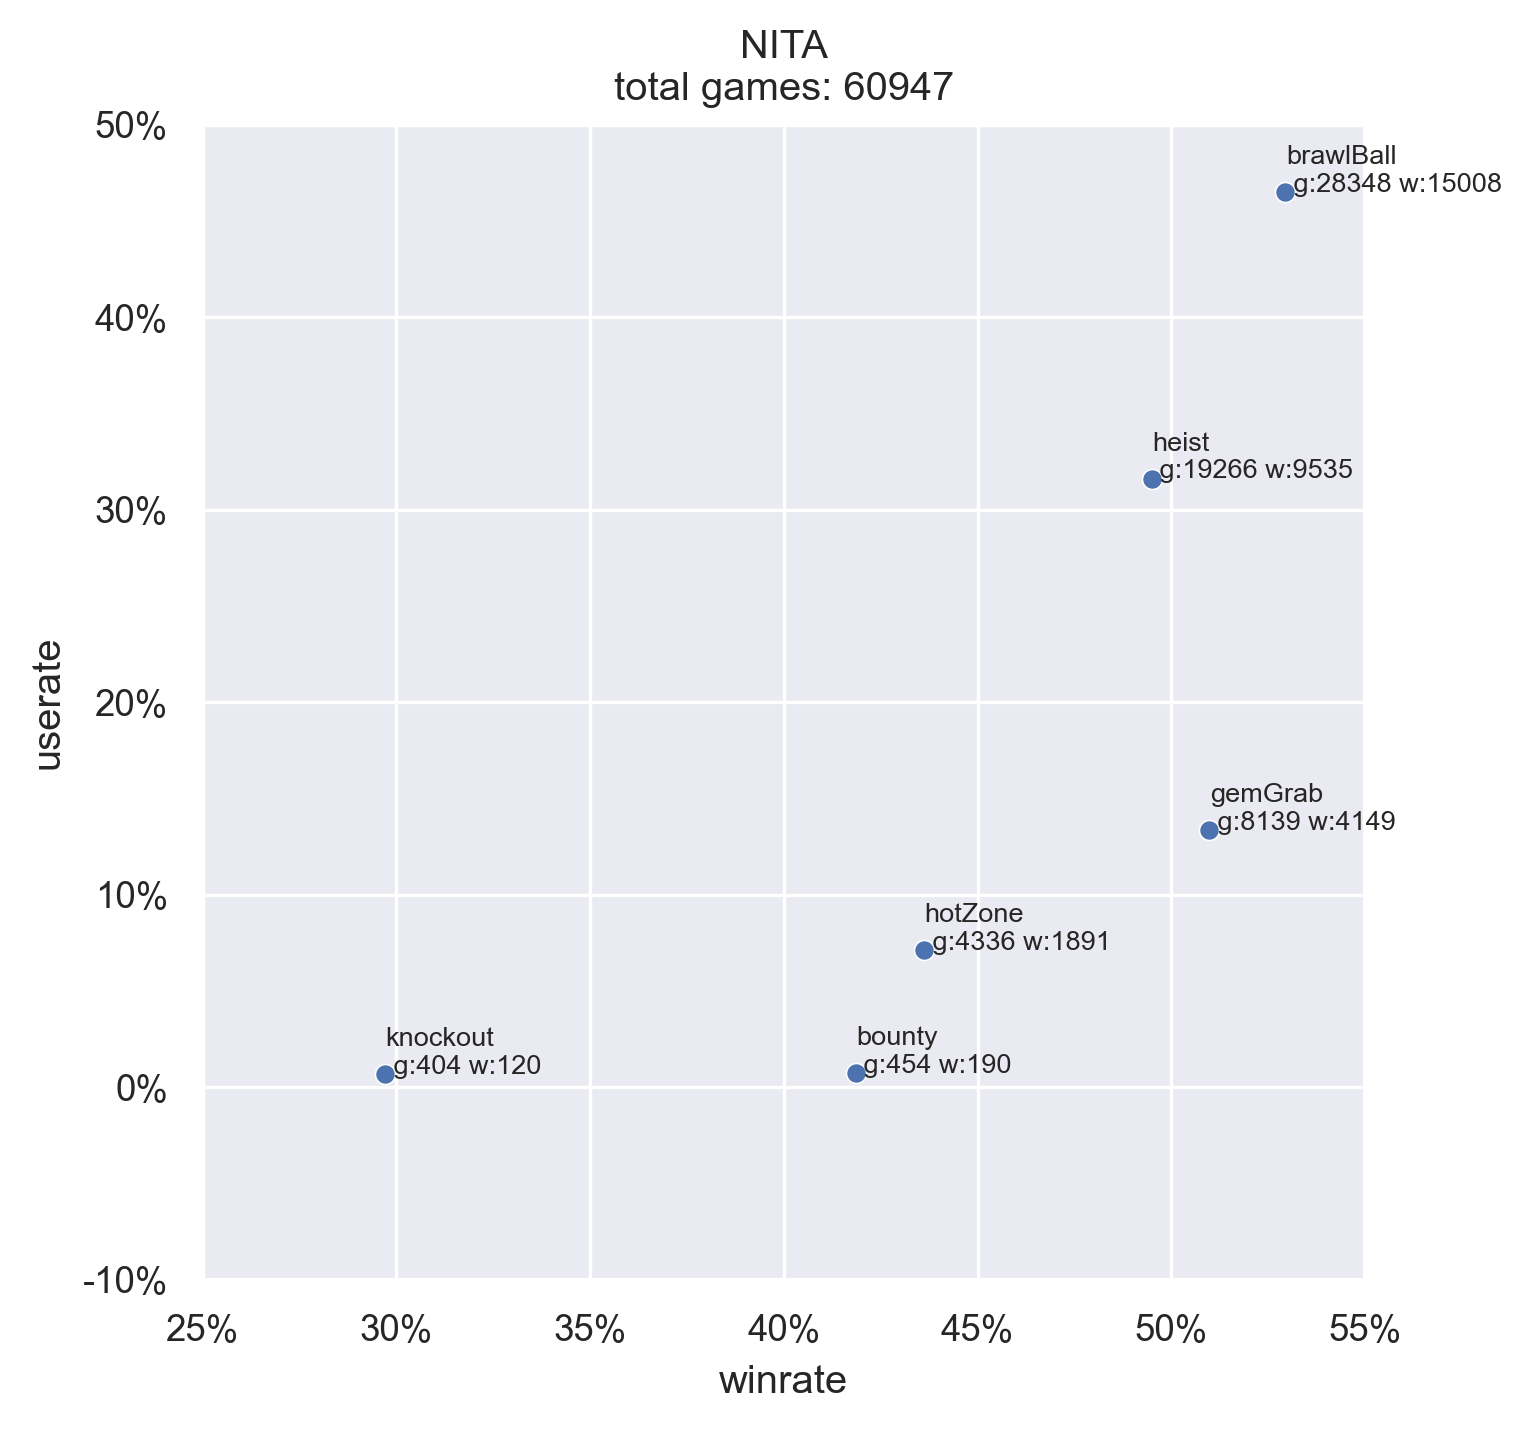 NITA
total games: 60947
50%
40%
30%
20%
10%
0%
-10%
userate
brawlBall
g:28348 w:15008
heist
g:19266 w:9535
gemGrab
g:8139 w:4149
hotZone
g:4336 w:1891
knockout
g:404 w:120
bounty
g:454 w:190
25% 30% 35% 40% 45% 50% 55%
winrate